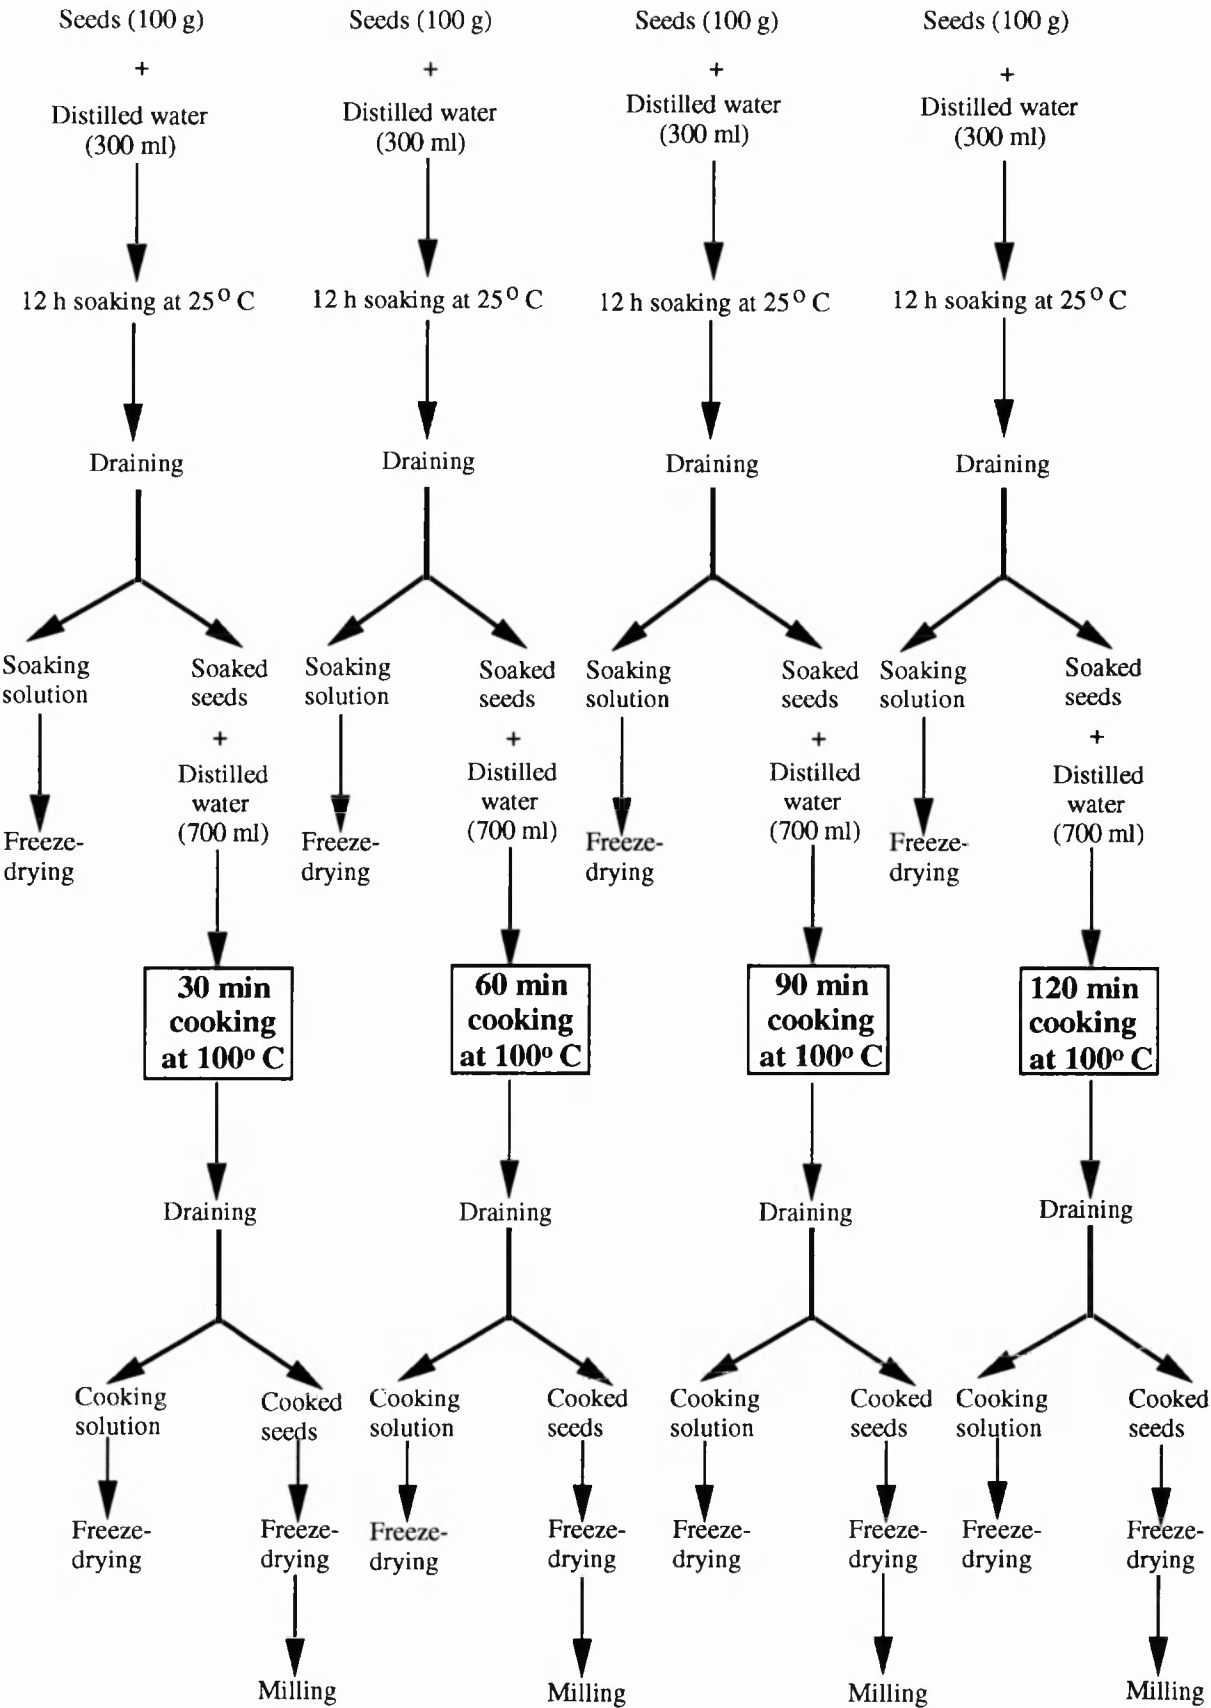 Seeds (100 g)
Seeds (100 g)
Seeds (100 g)
Seeds (100 g)
+
+
+
+
Distilled water
(300 ml)
Distilled water
(300 ml)
Distilled water
(300 ml)
Distilled water
(300 ml)
12 h soaking at 25° C
12 h soaking at 25° C
12 h soaking at 25° C
12 h soaking at 25° C
Draining
Draining
Draining
Draining
Soaking
solution
Soaked
seeds
Soaking
solution
Soaked
seeds
Soaking
solution
Soaked
seeds
Soaking
solution
Soaked
seeds
+
+
+
+
Distilled
water
(700 ml)
Distilled
water
(700 ml)
Distilled
water
(700 ml)
Distilled
water
(700 ml)
Freeze-
drying
Freeze-
drying
Freeze-
drying
Freeze-
drying
30 min
cooking
at 100° C
60 min
cooking
at 100° C
90 min
cooking
at 100° C
120 min
cooking
at 100° C
Draining
Draining
Draining
Draining
Cooking
solution
Cooked
seeds
Cooking
solution
Cooked
seeds
Cooking
solution
Cooked
seeds
Cooking
solution
Cooked
seeds
Freeze-
drying
Freeze-
drying
Freeze-
drying
Freeze-
drying
Freeze-
drying
Freeze-
drying
Freeze-
drying
Freeze-
drying
Milling
Milling
Milling
Milling